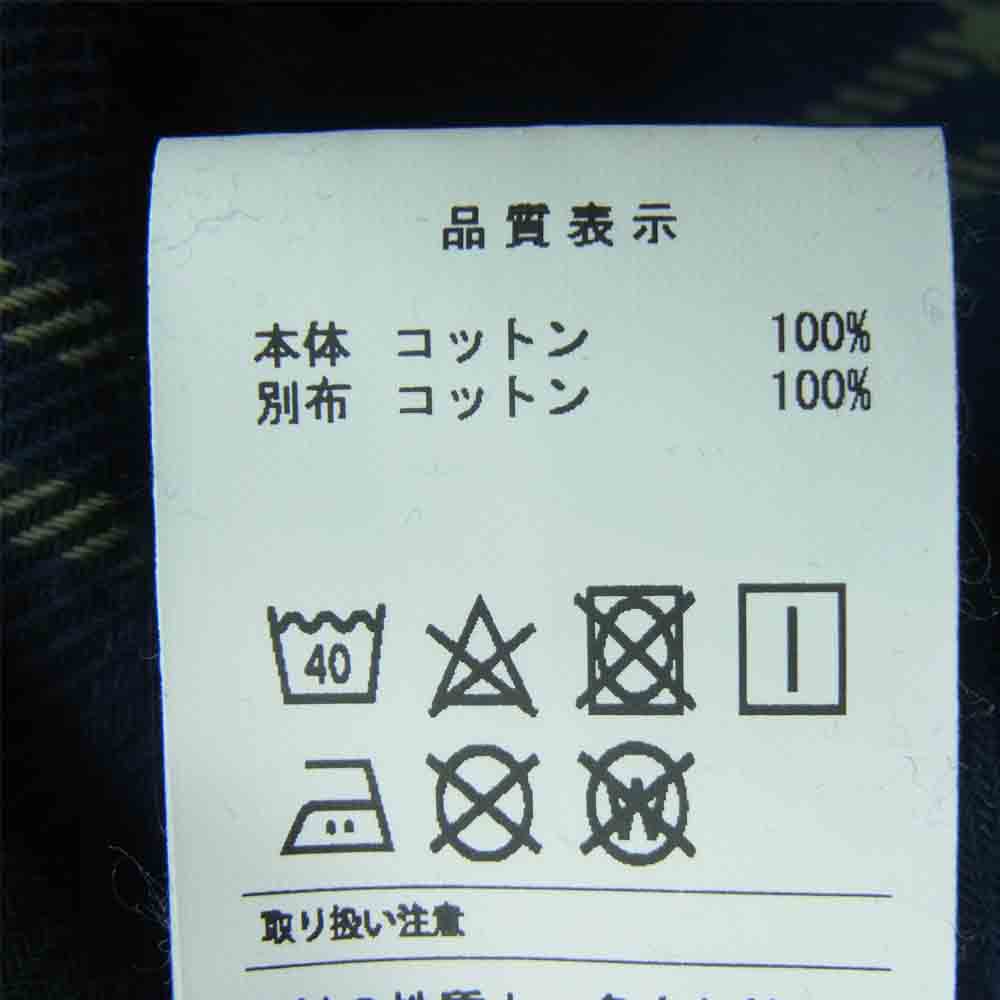 品質表示
本体 コットン 100%
別布 コットン 100%
40
W
取り扱い注意